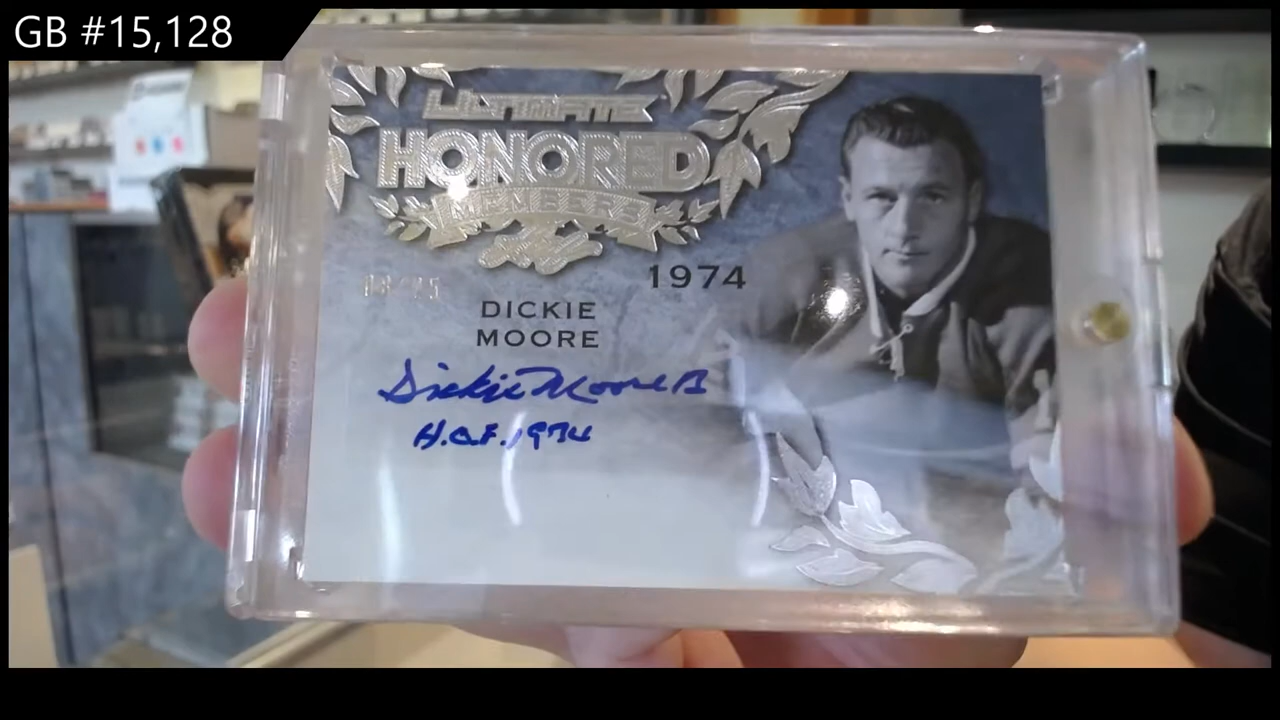 GB #15,128
ULTIMATE
HONORED
MEMBERS
1974
DICKIE
MOORE
Dickie Moore
H.O.F. 1974